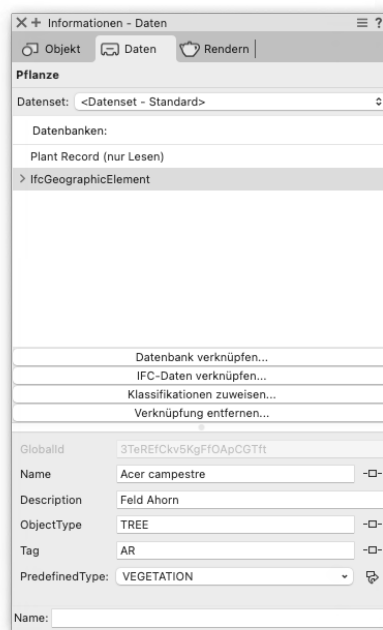 Informationen - Daten ?
Objekt Daten Rendern
Pflanze
Datenset: <Datenset - Standard>
Datenbanken:
Plant Record (nur Lesen)
> IfcGeographicElement
Datenbank verknüpfen...
IFC-Daten verknüpfen...
Klassifikationen zuweisen...
Verknüpfung entfernen...
GlobalId 3TeREfCkv5KgFfOApCGTft
Name Acer campestre
Description Feld Ahorn
ObjectType TREE
Tag AR
PredefinedType: VEGETATION
Name: